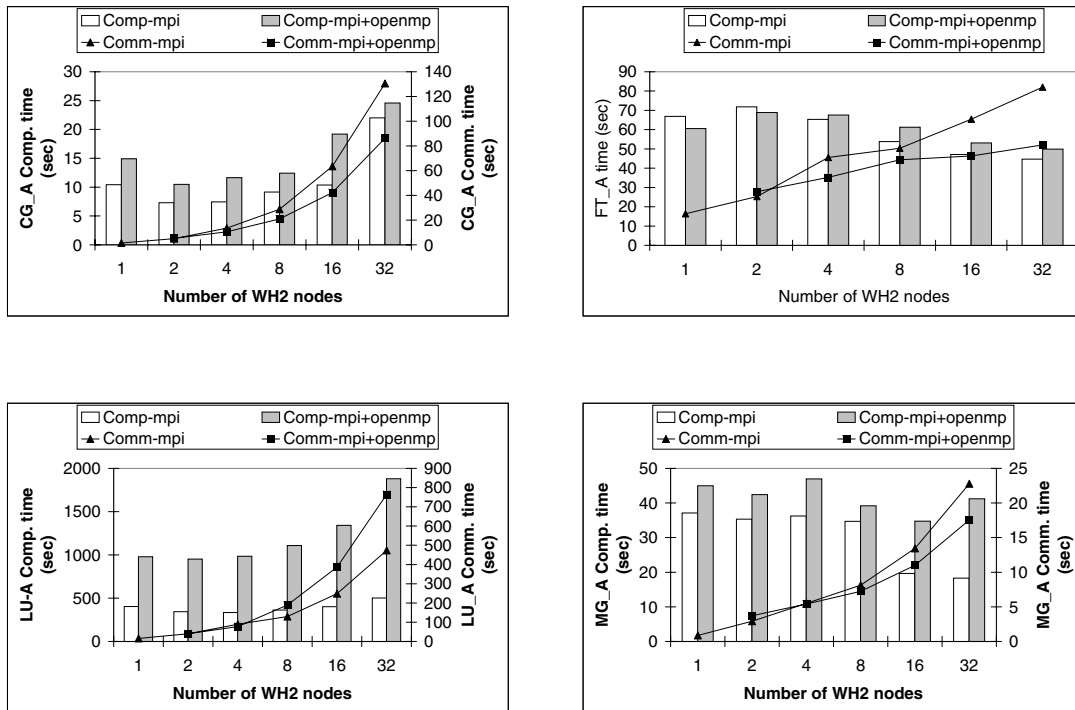 Comp-mpi Comp-mpi+openmp
Comm-mpi Comm-mpi+openmp
CG_A Comp. time
(sec)
30
25
20
15
10
5
0
140
120
100
80
60
40
20
0
CG_A Comm. time
(sec)
1 2 4 8 16 32
Number of WH2 nodes
Comp-mpi Comp-mpi+openmp
Comm-mpi Comm-mpi+openmp
FT_A time (sec)
90
80
70
60
50
40
30
20
10
0
1 2 4 8 16 32
Number of WH2 nodes
Comp-mpi Comp-mpi+openmp
Comm-mpi Comm-mpi+openmp
LU-A Comp. time
(sec)
2000
1500
1000
500
0
900
800
700
600
500
400
300
200
100
0
LU_A Comm. time
(sec)
1 2 4 8 16 32
Number of WH2 nodes
Comp-mpi Comp-mpi+openmp
Comm-mpi Comm-mpi+openmp
MG_A Comp. time
(sec)
50
40
30
20
10
0
25
20
15
10
5
0
MG_A Comm. time
(sec)
1 2 4 8 16 32
Number of WH2 nodes